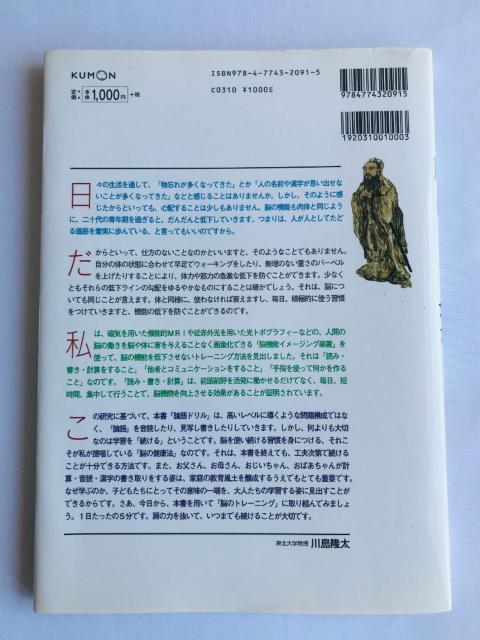 KUMON
ISBN978-4-7743-2091-5
定価:本体1,000円+税
C0310 ¥1000E
9784774320915
1920310010003
日々の生活を通して、「物忘れが多くなってきた」とか「人の名前や漢字が思い出せな
いことが多くなってきた」などと感じることはありませんか。しかし、そのように感
じたからといっても、心配することは少しもありません。脳の機能も肉体と同じよう
に、二十代の青年期を過ぎると、だんだんと低下していきます。つまりは、人が人としてたど
る道筋を着実に歩んでいる、と言ってもいいのですから。
だからといって、仕方のないことなのかといいますと、そのようなこともありません。
自分の体の状態に合わせて早足でウォーキングをしたり、無理のない重さのバーベル
を上げたりすることにより、体力や筋力の急激な低下を防ぐことができます。少なく
ともそれらの低下ラインの勾配をゆるやかなものにすることは確かでしょう。それは、脳に
ついても同じことが言えます。体と同様に、使わなければ衰えますし、毎日、積極的に使う習慣
をつけていきますと、機能の低下を防ぐことができるのです。
私は、磁気を用いた機能的MRIや近赤外光を用いた光トポグラフィーなどの、人間の
脳の働きを脳や体に害を与えることなく画像化できる「脳機能イメージング装置」を
使って、脳の機能を低下させないトレーニング方法を見出しました。それは「読み・
書き・計算をすること」「他者とコミュニケーションをすること」「手指を使って何かを作る
こと」なのです。「読み・書き・計算」は、前頭前野を活発に働かせるだけでなく、毎日、短
時間、集中して行うことで、脳機能を向上させる効果があることが証明されています。
この研究に基づいて、本書「論語ドリル」は、高いレベルに導くような問題構成ではな
く、「論語」を音読したり、見写し書きしたりしていきます。しかし、何よりも大切
なのは学習を「続ける」ということです。脳を使い続ける習慣を身につける、それこ
そが私が提唱している「脳の健康法」なのです。それは、本書を終えても、工夫次第で続ける
ことが十分できる方法です。また、お父さん、お母さん、おじいちゃん、おばあちゃんが計
算・音読・漢字の書き取りをする姿は、家庭の教育風土を醸成するうえでもとても重要です。
なぜ学ぶのか、子どもたちにとってその意味の一端を、大人たちの学習する姿に見出すことが
できるからです。さあ、今日から、本書を用いて「脳のトレーニング」に取り組んでみましょ
う。1日たったの5分です。肩の力を抜いて、いつまでも続けることが大切です。
東北大学教授 川島隆太